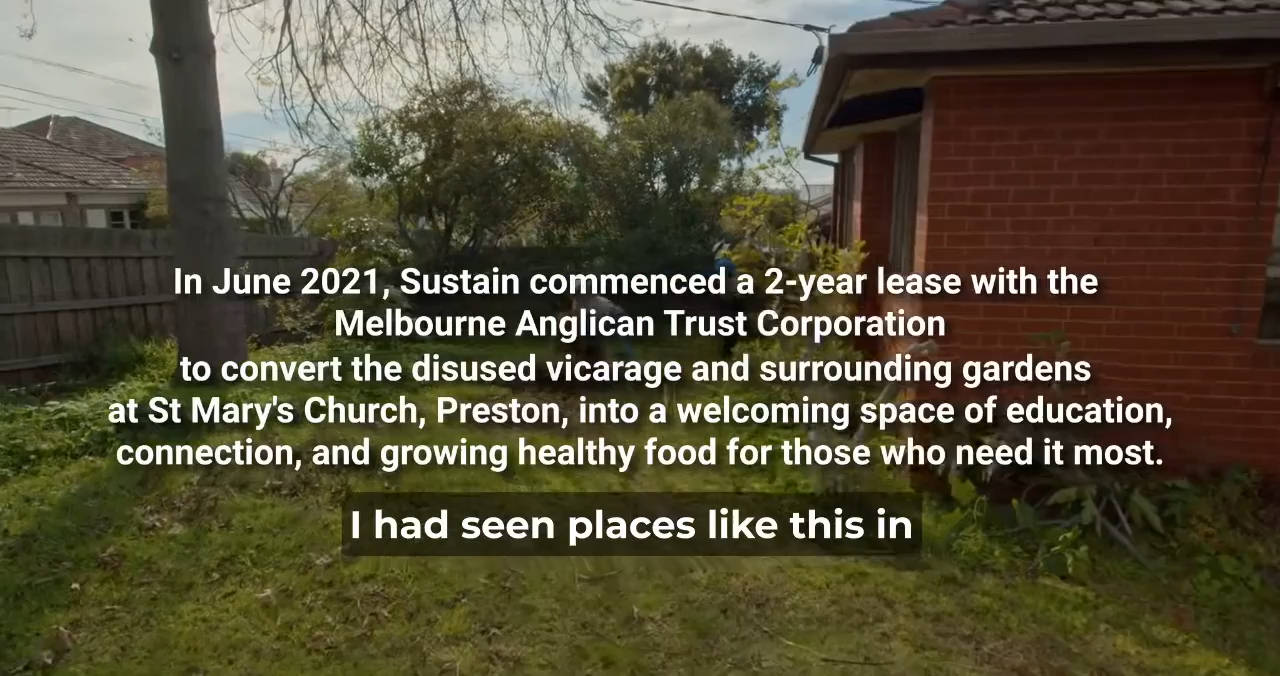 In June 2021, Sustain commenced a 2-year lease with the
Melbourne Anglican Trust Corporation
to convert the disused vicarage and surrounding gardens
at St Mary's Church, Preston, into a welcoming space of education,
connection, and growing healthy food for those who need it most.
I had seen places like this in